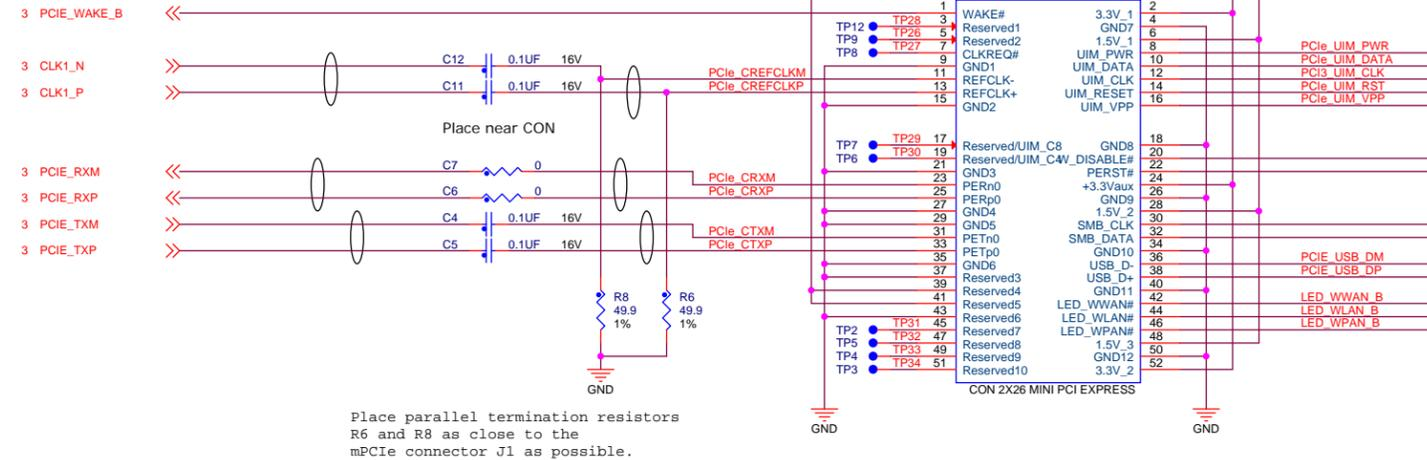 3 PCIE_WAKE_B
3 CLK1_N
3 CLK1_P
C12 0.1UF 16V
C11 0.1UF 16V
Place near CON
3 PCIE_RXM
3 PCIE_RXP
3 PCIE_TXM
3 PCIE_TXP
C7 0
C6 0
C4 0.1UF 16V
C5 0.1UF 16V
R8
49.9
1%
R6
49.9
1%
GND
Place parallel termination resistors
R6 and R8 as close to the
mPCIe connector J1 as possible.
PCIe_CREFCLKM
PCIe_CREFCLKP
PCIe_CRXM
PCIe_CRXP
PCIe_CTXM
PCIe_CTXP
TP12 TP28
TP9 TP26
TP8 TP27
TP7 TP29
TP6 TP30
TP2 TP31
TP5 TP32
TP4 TP33
TP3 TP34
GND
1 WAKE#
3 Reserved1
5 Reserved2
7 CLKREQ#
9 GND1
11 REFCLK-
13 REFCLK+
15 GND2
17 Reserved/UIM_C8
19 Reserved/UIM_C4
21 GND3
23 PERn0
25 PERp0
27 GND4
29 GND5
31 PETn0
33 PETp0
35 GND6
37 Reserved3
39 Reserved4
41 Reserved5
43 Reserved6
45 Reserved7
47 Reserved8
49 Reserved9
51 Reserved10
3.3V_1 2
GND7 4
1.5V_1 6
UIM_PWR 8
UIM_DATA 10
UIM_CLK 12
UIM_RESET 14
UIM_VPP 16
GND8 18
W_DISABLE# 20
PERST# 22
+3.3Vaux 24
GND9 26
1.5V_2 28
SMB_CLK 30
SMB_DATA 32
GND10 34
USB_D- 36
USB_D+ 38
GND11 40
LED_WWAN# 42
LED_WLAN# 44
LED_WPAN# 46
1.5V_3 48
GND12 50
3.3V_2 52
CON 2X26 MINI PCI EXPRESS
PCIe_UIM_PWR
PCIe_UIM_DATA
PCI3_UIM_CLK
PCIe_UIM_RST
PCIe_UIM_VPP
PCIE_USB_DM
PCIE_USB_DP
LED_WWAN_B
LED_WLAN_B
LED_WPAN_B
GND